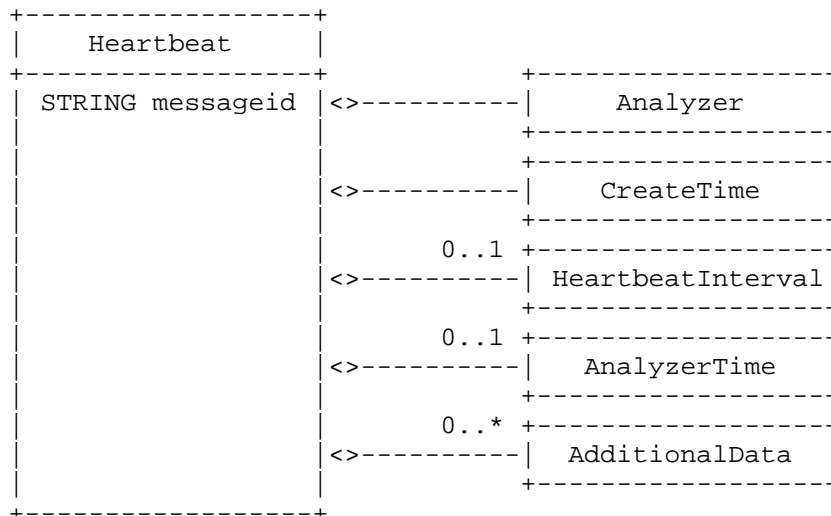 +------------------+
|    Heartbeat     |
+------------------+            +------------------
| STRING messageid |<>----------|     Analyzer
|                  |            +------------------
|                  |            +------------------
|                  |<>----------|    CreateTime
|                  |            +------------------
|                  |       0..1 +------------------
|                  |<>----------| HeartbeatInterval
|                  |            +------------------
|                  |       0..1 +------------------
|                  |<>----------|   AnalyzerTime
|                  |            +------------------
|                  |       0..* +------------------
|                  |<>----------|  AdditionalData
|                  |            +------------------
+------------------+